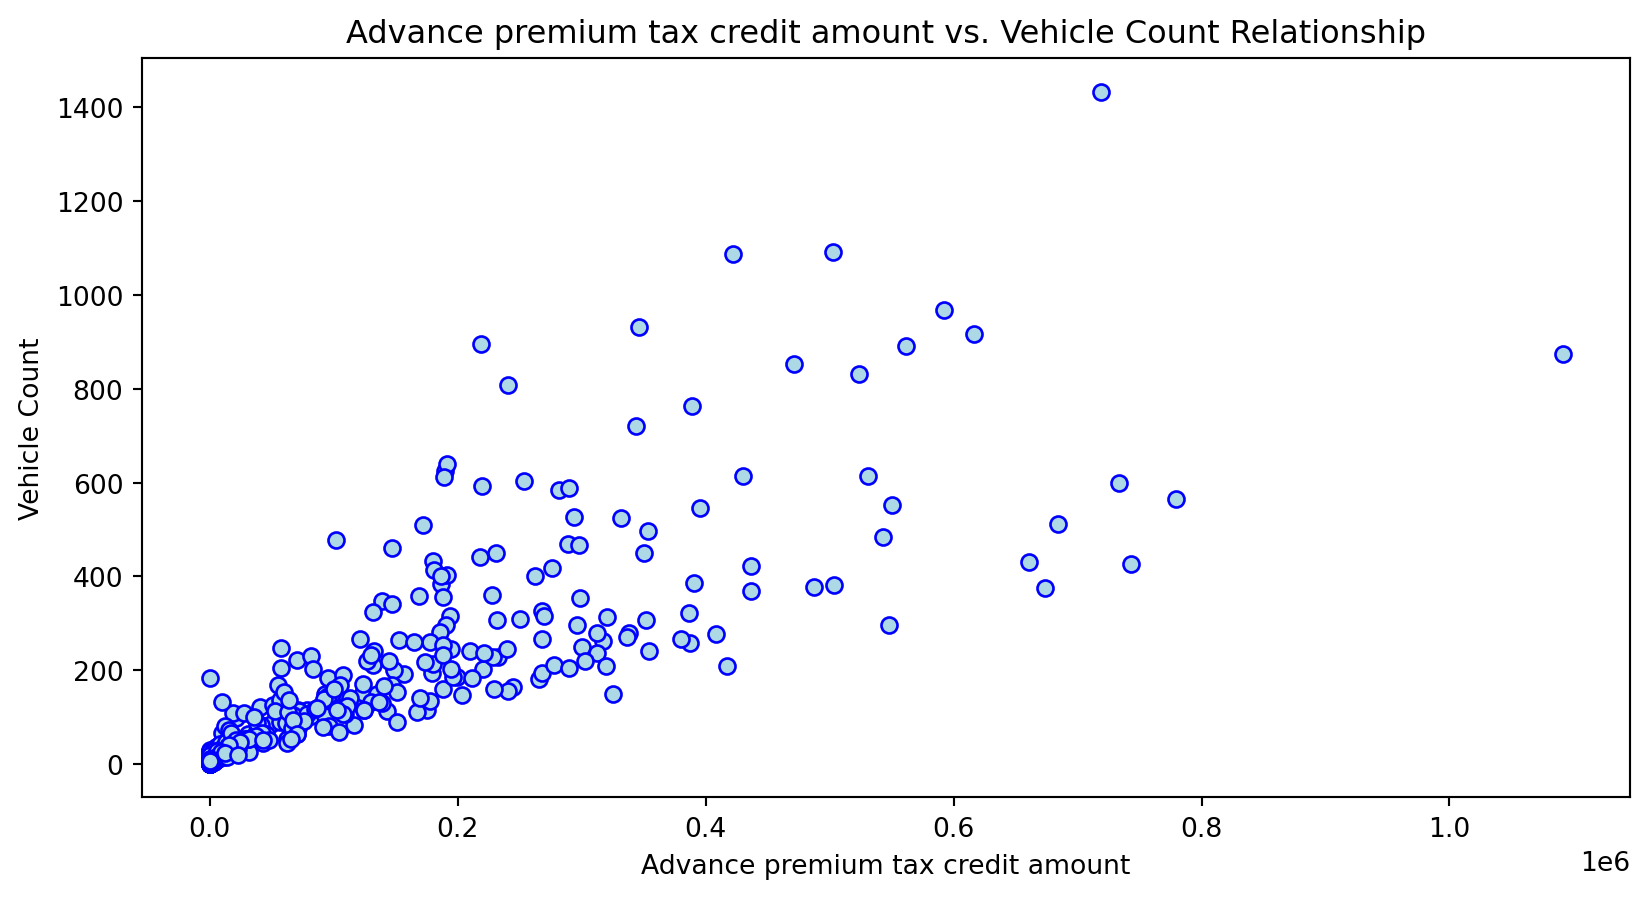 Advance premium tax credit amount vs. Vehicle Count Relationship
1400
1200
1000
800
600
400
200
0
Vehicle Count
0.0 0.2 0.4 0.6 0.8 1.0
1e6
Advance premium tax credit amount